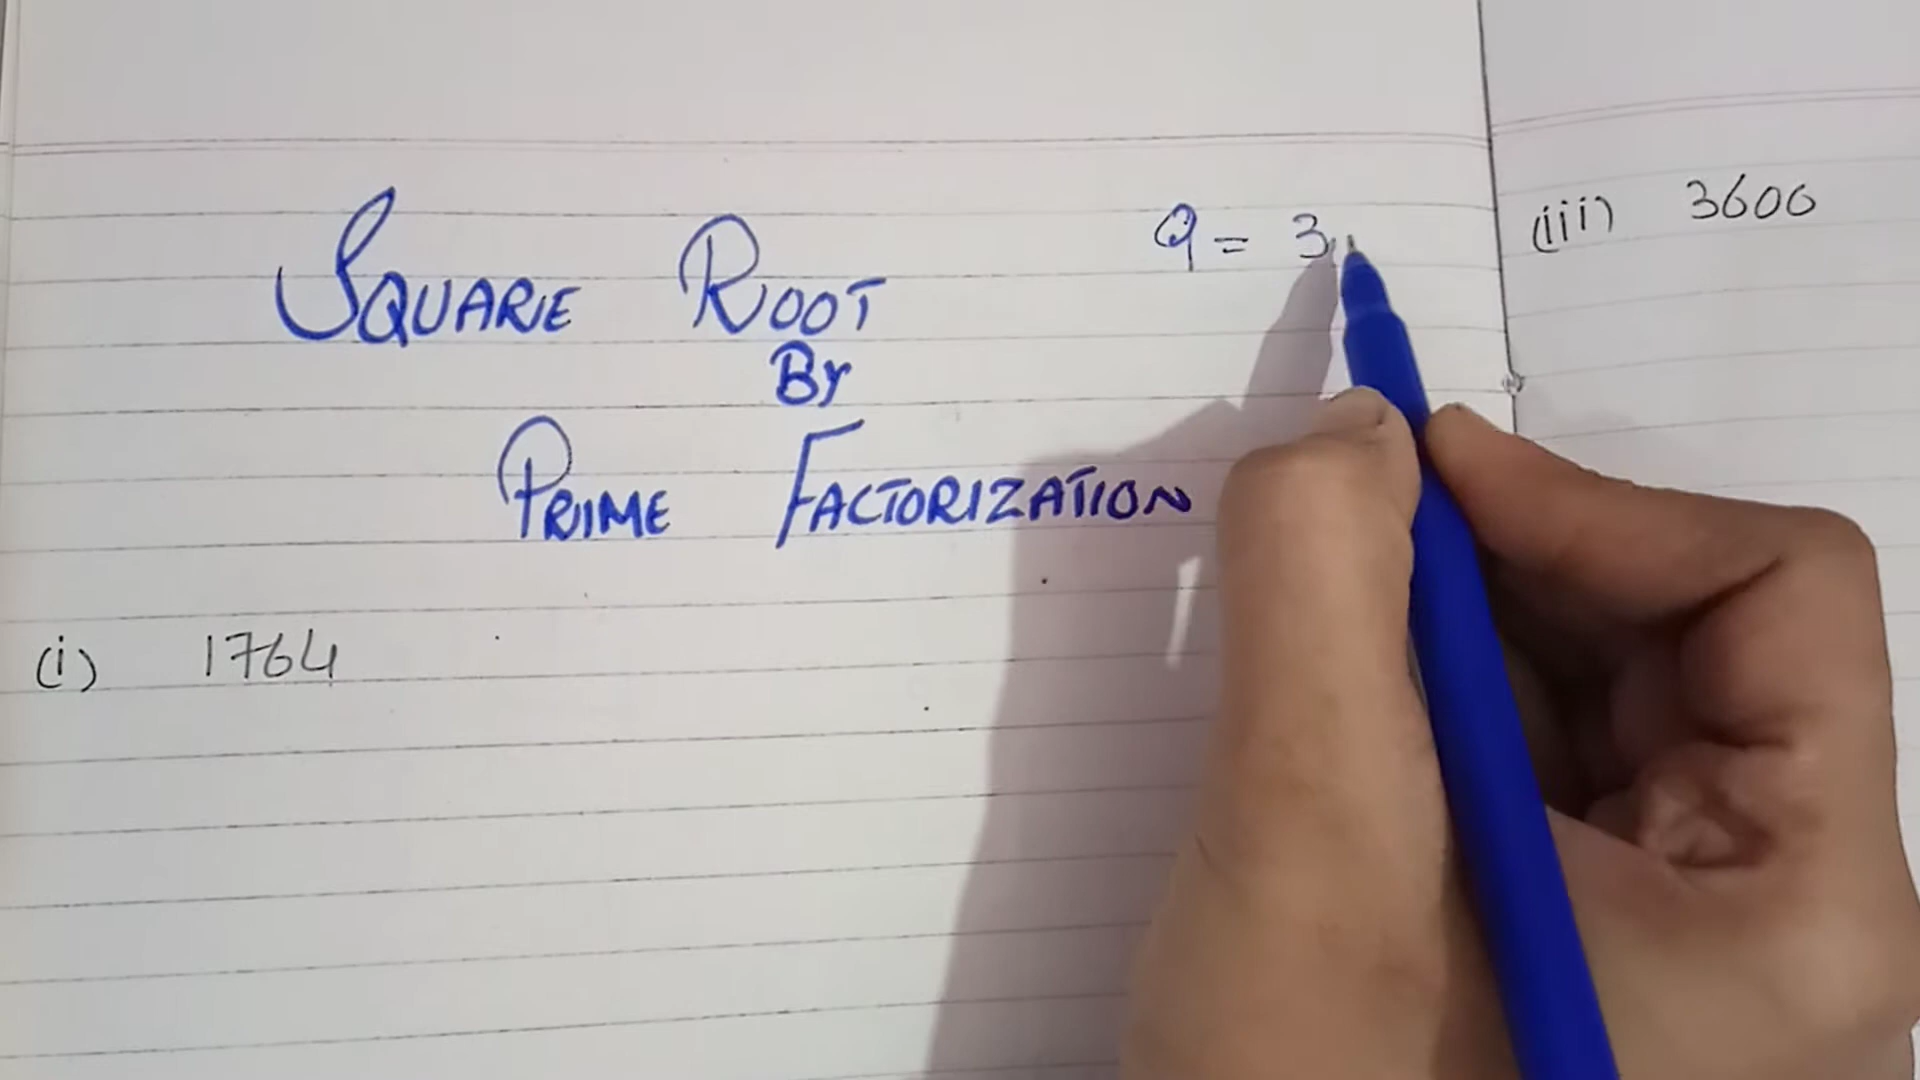 SQUARE ROOT
BY
PRIME FACTORIZATION
9 = 3
(i) 1764
(iii) 3600